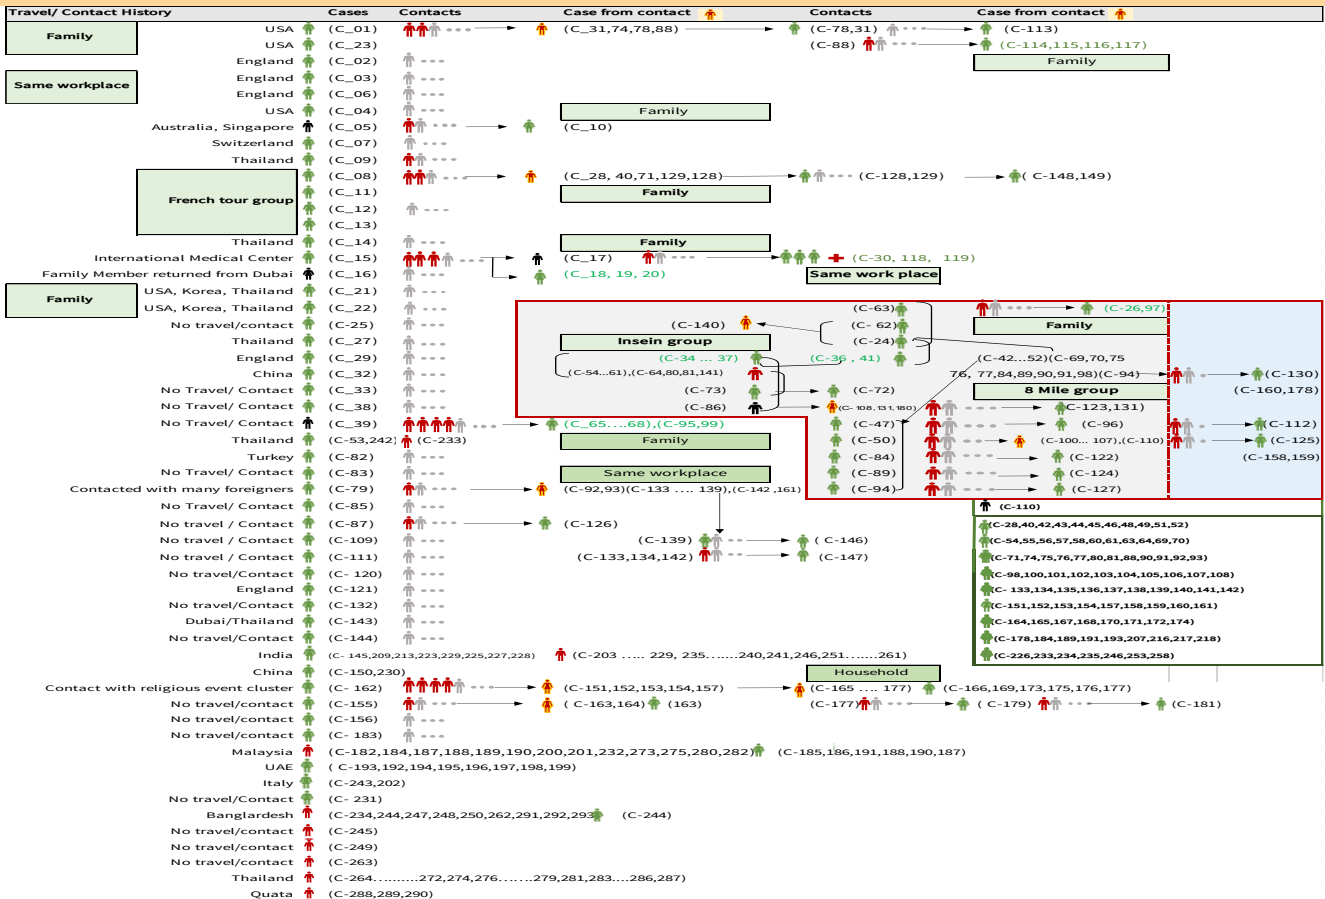 Travel/ Contact History Cases Contacts Case from contact Contacts Case from contact
Family USA (C_01) (C_31,74,78,88) (C-78,31) (C-113)
USA (C_23) (C-88) (C-114,115,116,117)
England (C_02) Family
Same workplace England (C_03)
England (C_06)
USA (C_04) Family
Australia, Singapore (C_05) (C_10)
Switzerland (C_07)
Thailand (C_09)
French tour group (C_08) (C_28, 40,71,129,128) (C-128,129) ( C-148,149)
(C_11) Family
(C_12)
(C_13)
Thailand (C_14) Family
International Medical Center (C_15) (C_17) (C-30, 118, 119)
Family Member returned from Dubai (C_16) (C_18, 19, 20) Same work place
Family USA, Korea, Thailand (C_21)
USA, Korea, Thailand (C_22) (C-63) (C-26,97)
No travel/contact (C-25) (C-140) (C- 62) Family
Thailand (C_27) Insein group (C-24)
England (C_29) (C-34 ... 37) (C-36 , 41) (C-42...52)(C-69,70,75
China (C_32) (C-54...61),(C-64,80,81,141) 76, 77,84,89,90,91,98)(C-94) (C-130)
No Travel/ Contact (C_33) (C-73) (C-72) 8 Mile group (C-160,178)
No Travel/ Contact (C_38) (C-86) (C- 108,131,180) (C-123,131)
No Travel/ Contact (C_39) (C_65....68),(C-95,99) (C-47) (C-96) (C-112)
Thailand (C-53,242) (C-233) Family (C-50) (C-100... 107),(C-110) (C-125)
Turkey (C-82) (C-84) (C-122) (C-158,159)
No Travel/ Contact (C-83) Same workplace (C-89) (C-124)
Contacted with many foreigners (C-79) (C-92,93)(C-133 .... 139),(C-142 ,161) (C-94) (C-127)
No Travel/ Contact (C-85) (C-110)
No travel / Contact (C-87) (C-126) (C-28,40,42,43,44,45,46,48,49,51,52)
No travel / Contact (C-109) (C-139) ( C-146) (C-54,55,56,57,58,60,61,63,64,69,70)
No travel / Contact (C-111) (C-133,134,142) (C-147) (C-71,74,75,76,77,80,81,88,90,91,92,93)
No travel/Contact (C- 120) (C-98,100,101,102,103,104,105,106,107,108)
England (C-121) (C- 133,134,135,136,137,138,139,140,141,142)
No travel/Contact (C-132) (C-151,152,153,154,157,158,159,160,161)
Dubai/Thailand (C-143) (C-164,165,167,168,170,171,172,174)
No travel/Contact (C-144) (C-178,184,189,191,193,207,216,217,218)
India (C- 145,209,213,223,229,225,227,228) (C-203 ..... 229, 235.......240,241,246,251......261) (C-226,233,234,235,246,253,258)
China (C-150,230) Household
Contact with religious event cluster (C- 162) (C-151,152,153,154,157) (C-165 .... 177) (C-166,169,173,175,176,177)
No travel/contact (C-155) ( C-163,164) (163) (C-177) ( C-179) (C-181)
No travel/contact (C-156)
No travel/contact (C- 183)
Malaysia (C-182,184,187,188,189,190,200,201,232,273,275,280,282) (C-185,186,191,188,190,187)
UAE ( C-193,192,194,195,196,197,198,199)
Italy (C-243,202)
No travel/Contact (C- 231)
Bangladesh (C-234,244,247,248,250,262,291,292,293 (C-244)
No travel/contact (C-245)
No travel/contact (C-249)
No travel/contact (C-263)
Thailand (C-264..........272,274,276.......279,281,283....286,287)
Quata (C-288,289,290)